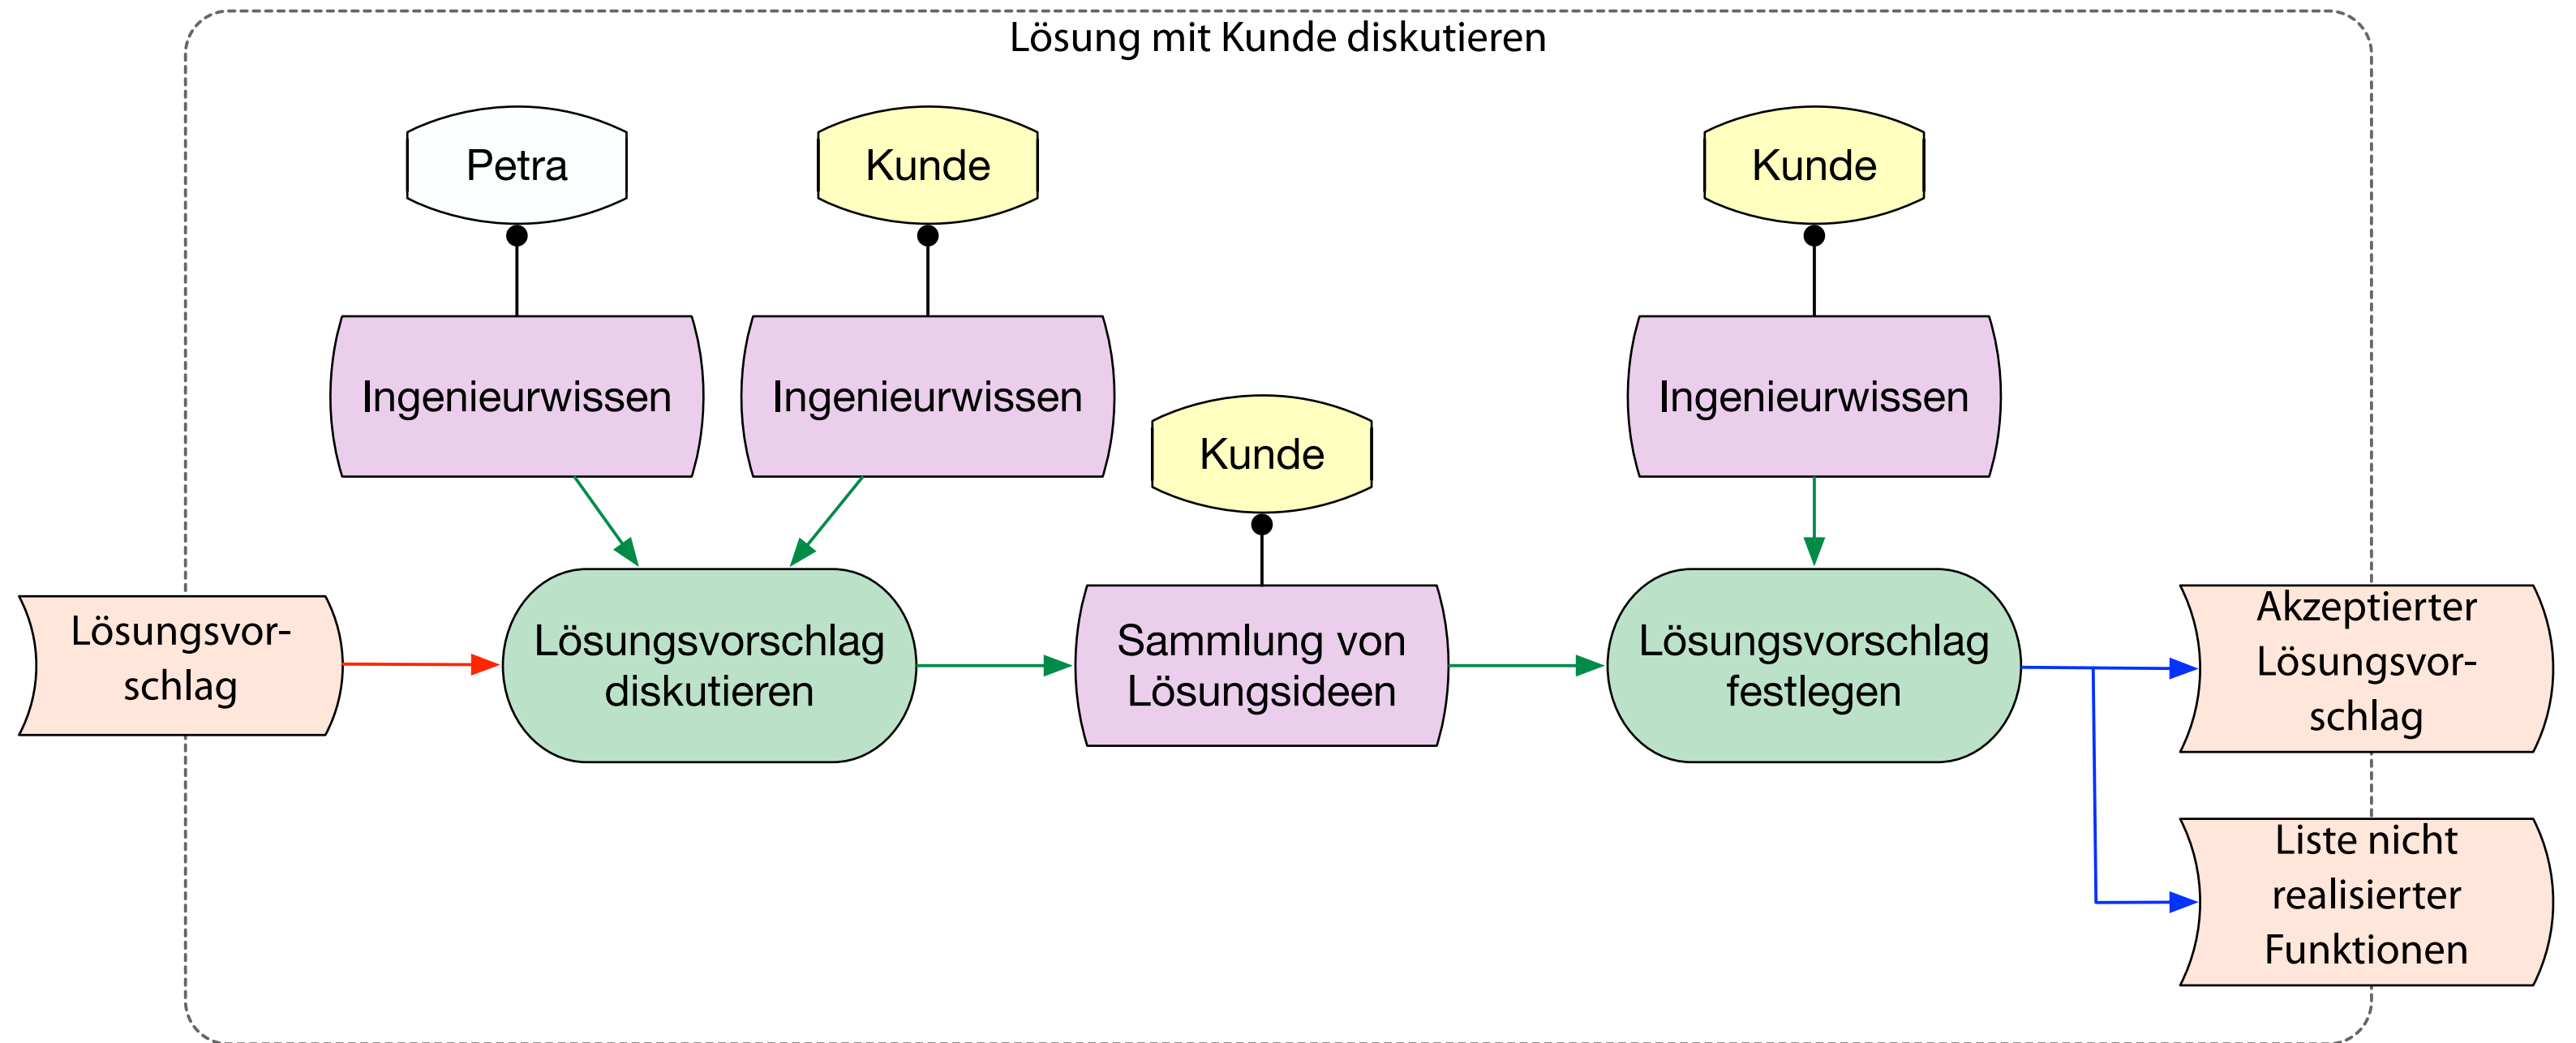 Lösung mit Kunde diskutieren
Petra
Kunde
Kunde
Ingenieurwissen
Ingenieurwissen
Ingenieurwissen
Kunde
Lösungsvor-
schlag
Lösungsvorschlag
diskutieren
Sammlung von
Lösungsideen
Lösungsvorschlag
festlegen
Akzeptierter
Lösungsvor-
schlag
Liste nicht
realisierter
Funktionen